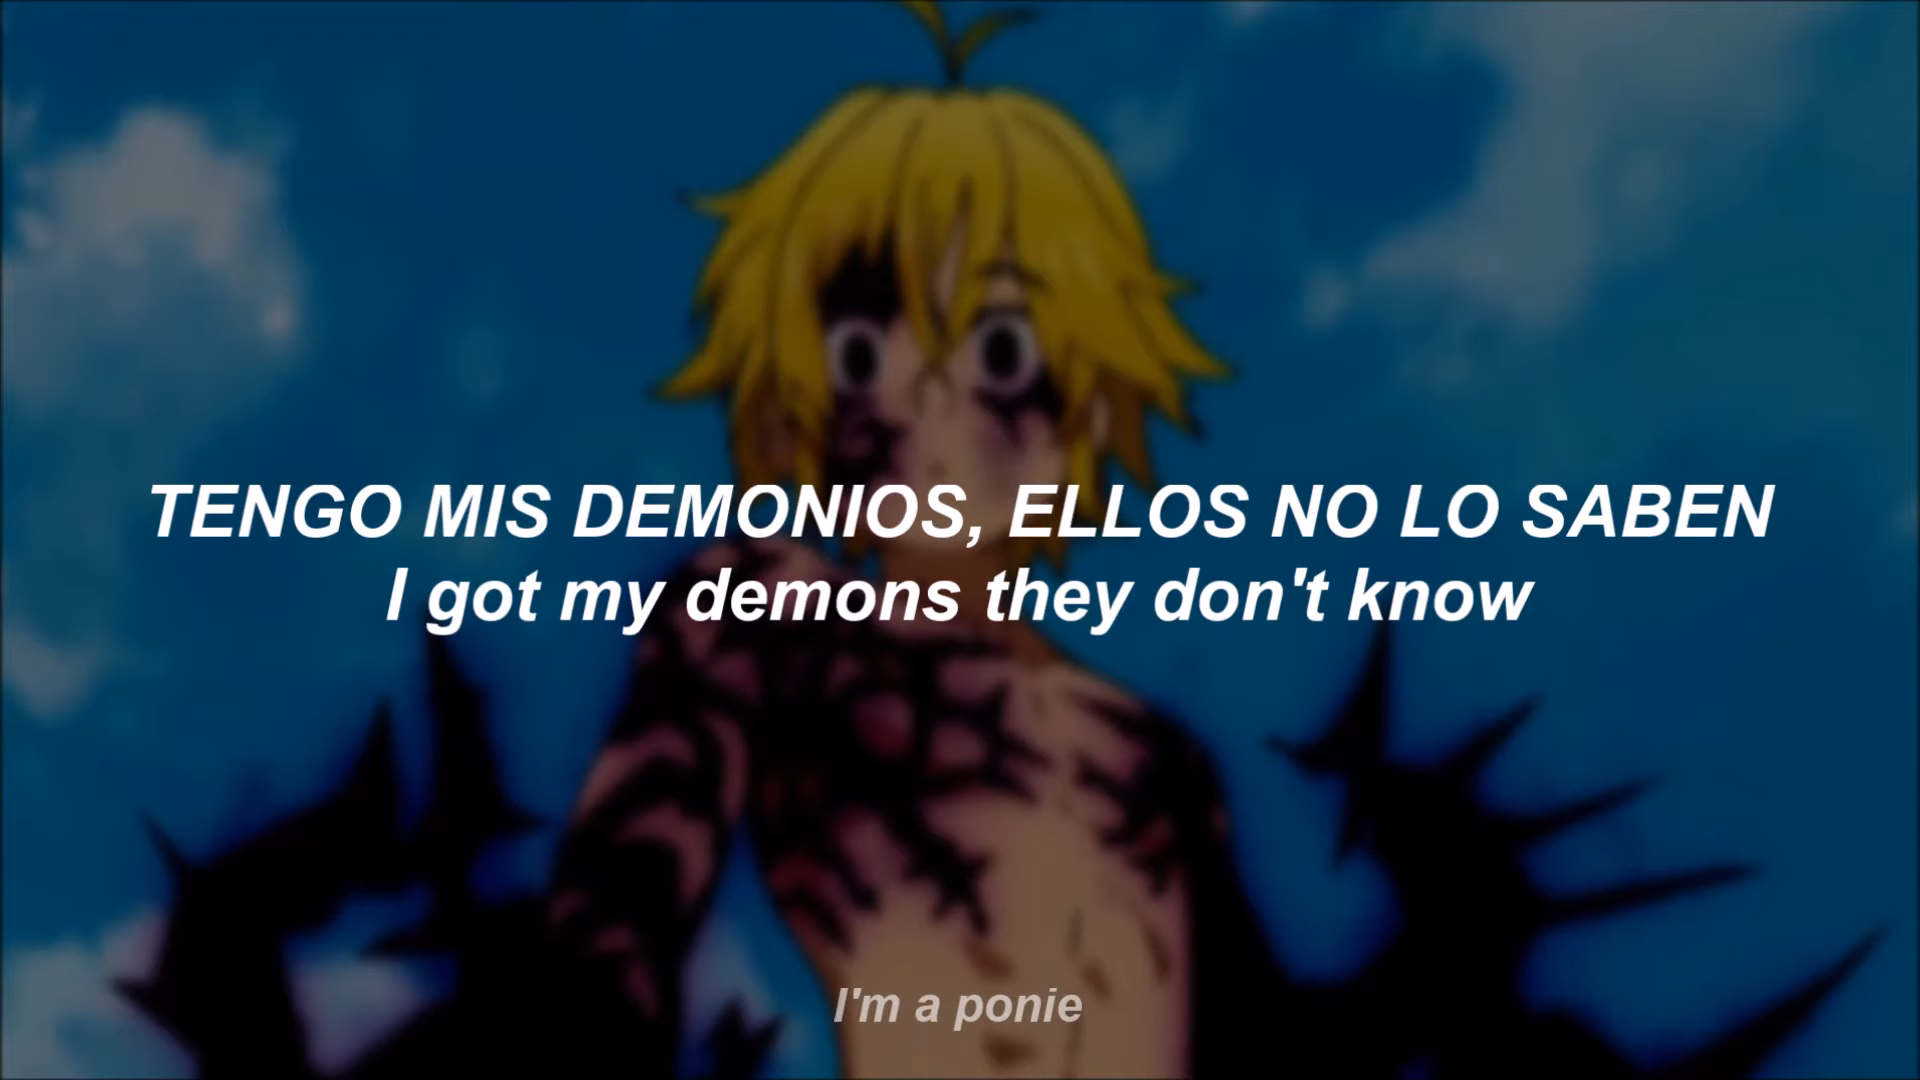 TENGO MIS DEMONIOS, ELLOS NO LO SABEN
I got my demons they don't know
I'm a ponie